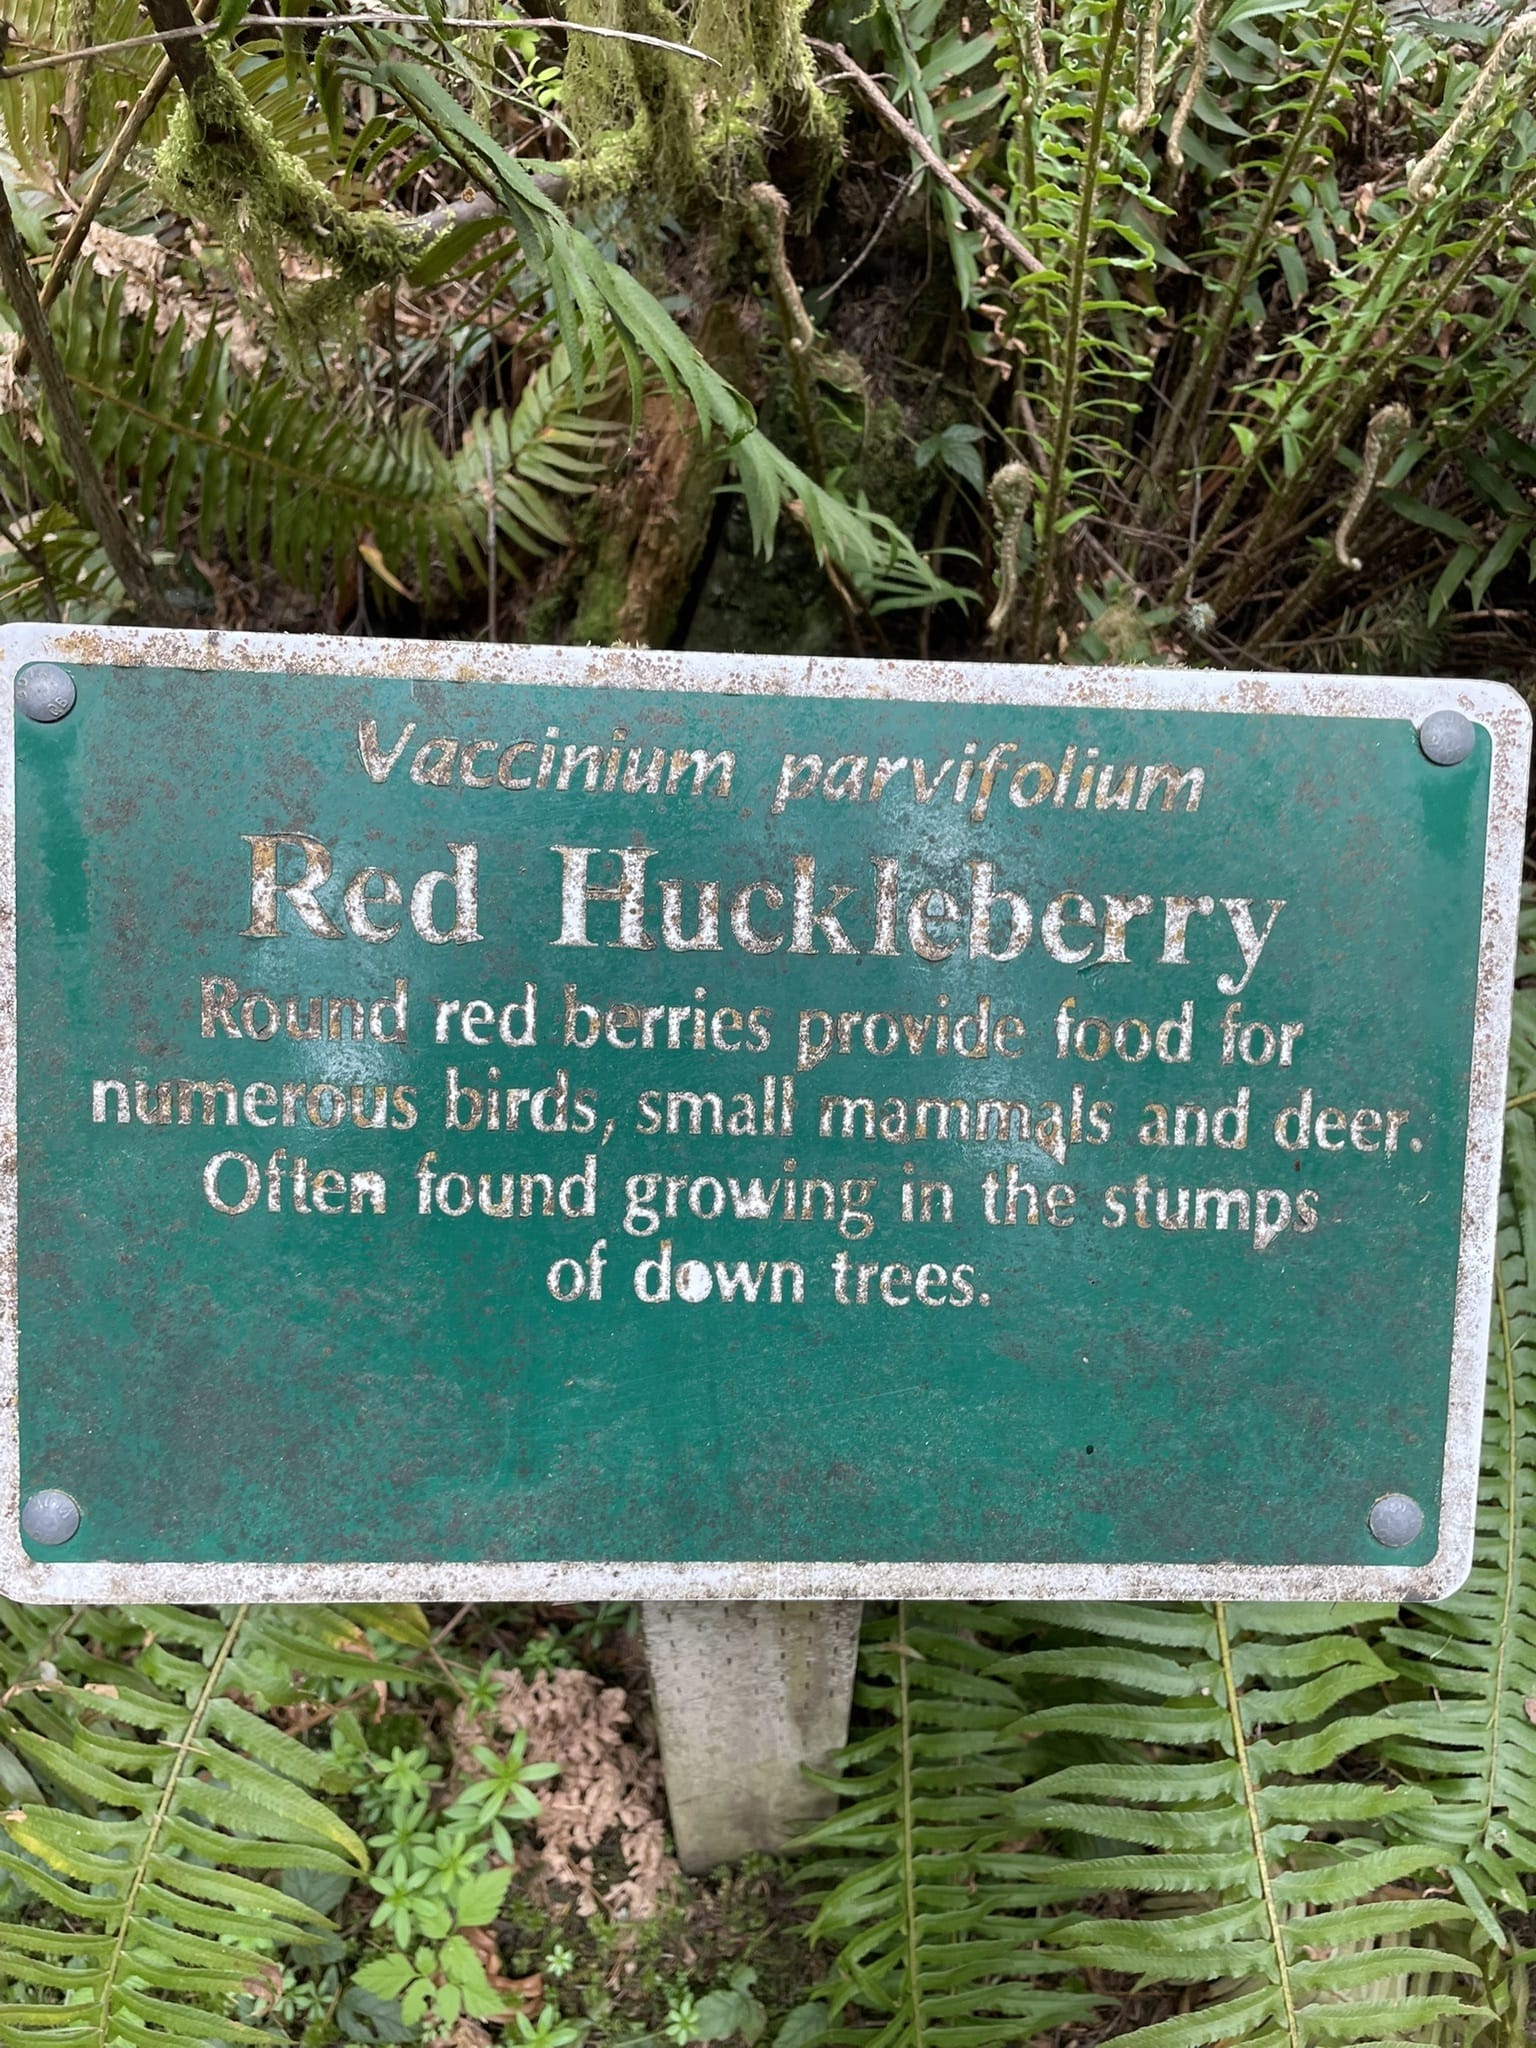 Vaccinium parvifolium
Red Huckleberry
Round red berries provide food for
numerous birds, small mammals and deer.
Often found growing in the stumps
of down trees.